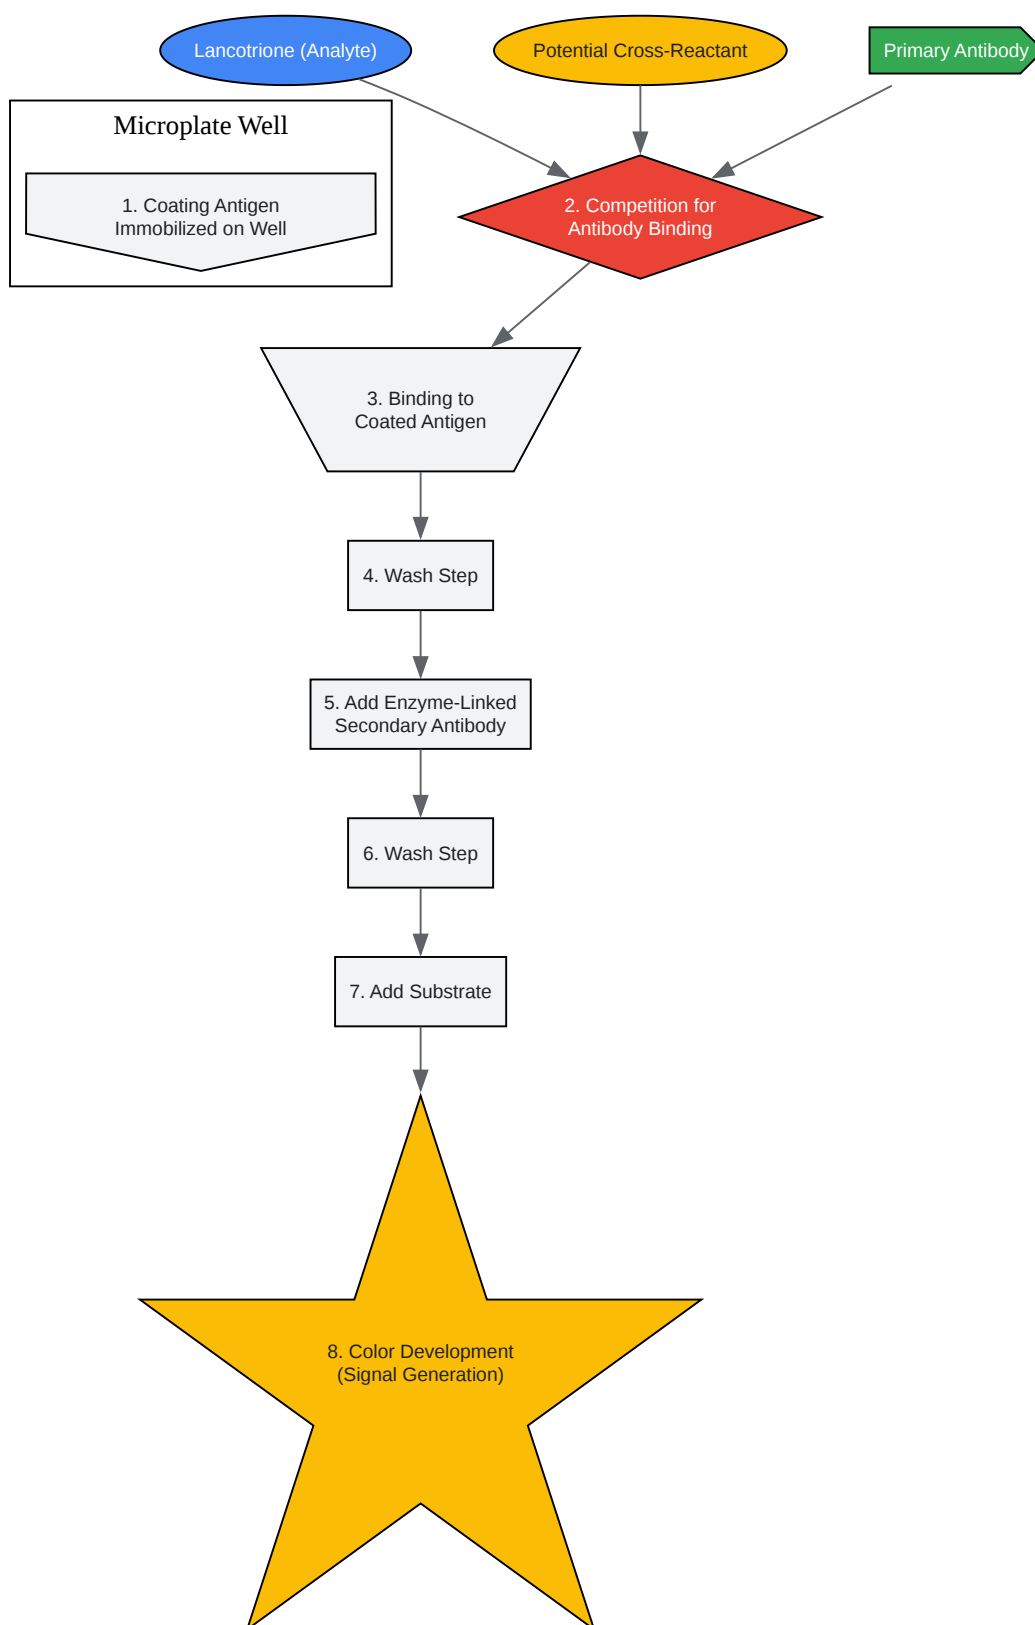 Lancotrione (Analyte)
Potential Cross-Reactant
Primary Antibody
Microplate Well
1. Coating Antigen
Immobilized on Well
2. Competition for
Antibody Binding
3. Binding to
Coated Antigen
4. Wash Step
5. Add Enzyme-Linked
Secondary Antibody
6. Wash Step
7. Add Substrate
8. Color Development
(Signal Generation)